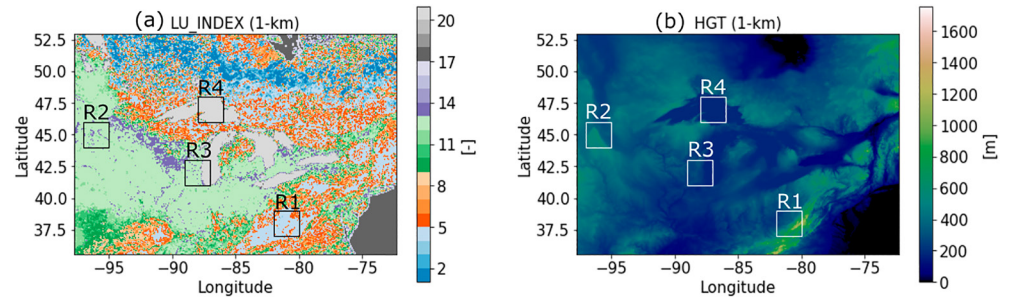 (a) LU_INDEX (1-km)
52.5
50.0
47.5
45.0
42.5
40.0
37.5
Latitude
R4
R2
R3
R1
−95
−90
−85
−80
−75
Longitude
20
17
14
11
8
5
2
[-]
(b) HGT (1-km)
52.5
50.0
47.5
45.0
42.5
40.0
37.5
Latitude
R4
R2
R3
R1
−95
−90
−85
−80
−75
Longitude
1600
1400
1200
1000
800
600
400
200
0
[m]